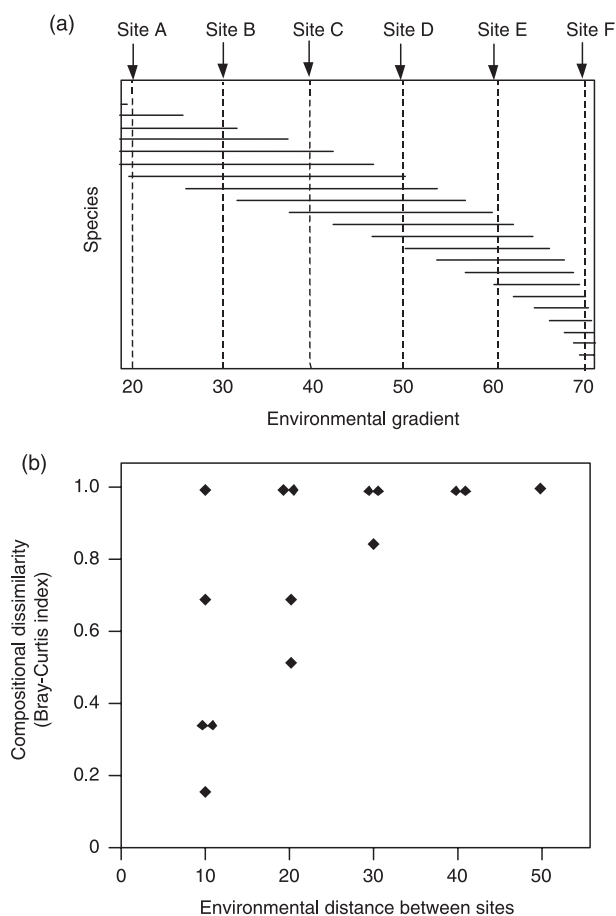 (a)
Site A Site B Site C Site D Site E Site F
Species
20 30 40 50 60 70
Environmental gradient
(b)
Compositional dissimilarity
(Bray-Curtis index)
1.0
0.8
0.6
0.4
0.2
0
0 10 20 30 40 50
Environmental distance between sites